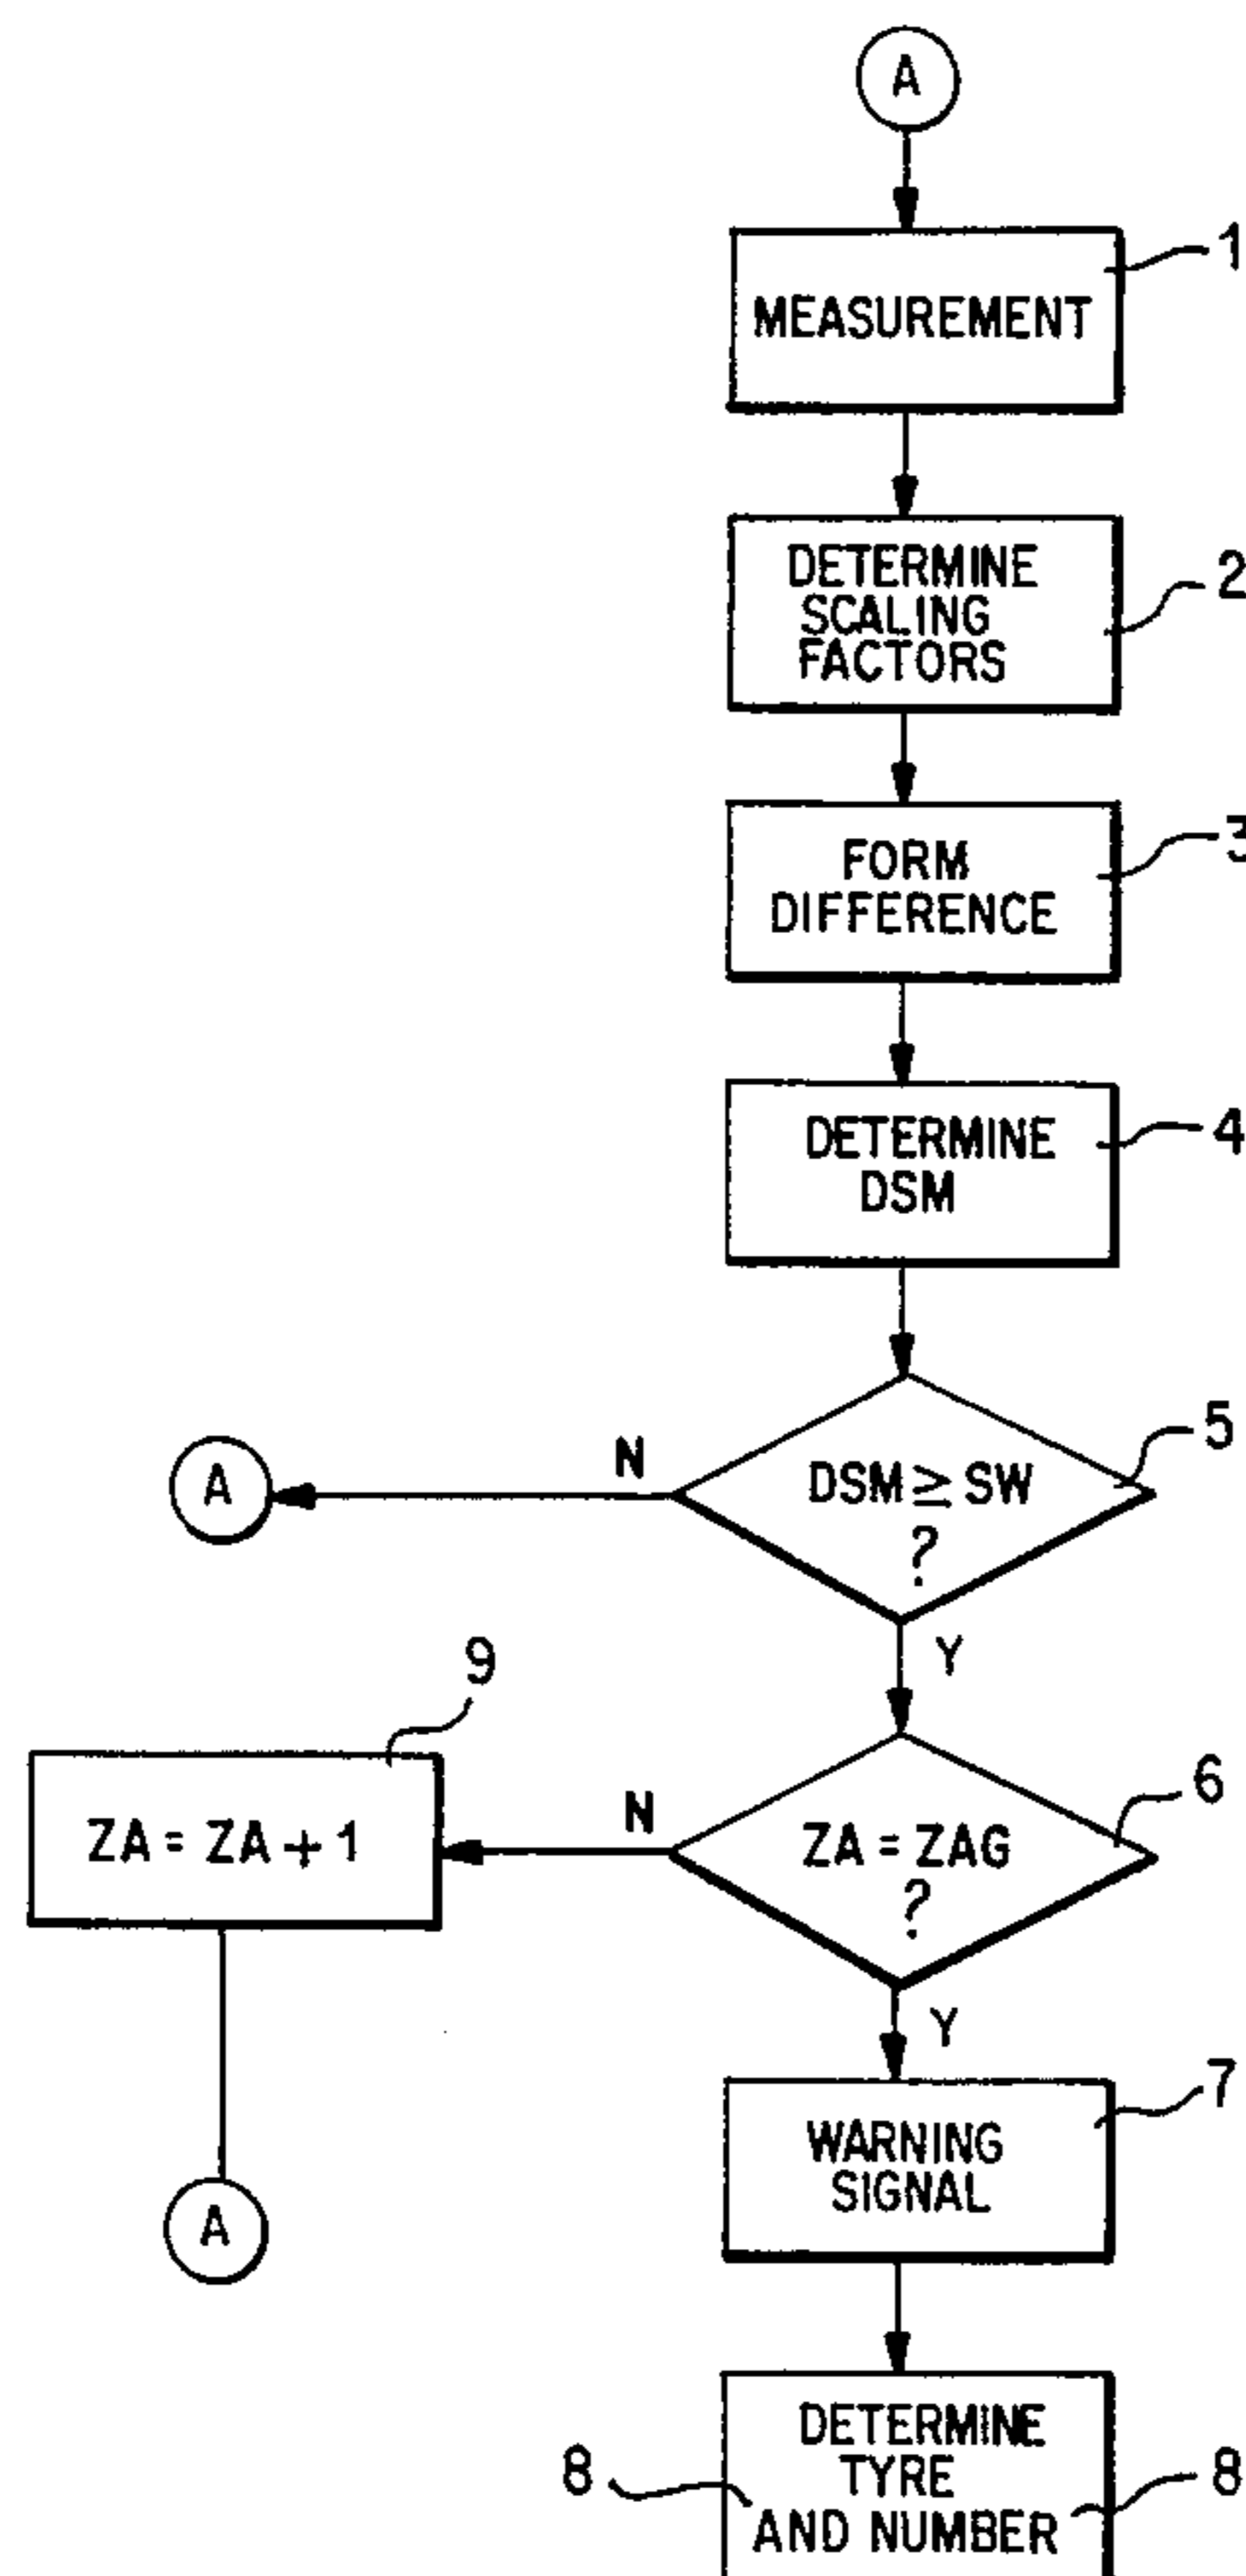 A
MEASUREMENT
1
DETERMINE
SCALING
FACTORS
2
FORM
DIFFERENCE
3
DETERMINE
DSM
4
DSM ≥ SW
?
5
N
A
Y
ZA = ZAG
?
6
N
9
ZA = ZA + 1
A
Y
WARNING
SIGNAL
7
DETERMINE
TYRE
AND NUMBER
8
8